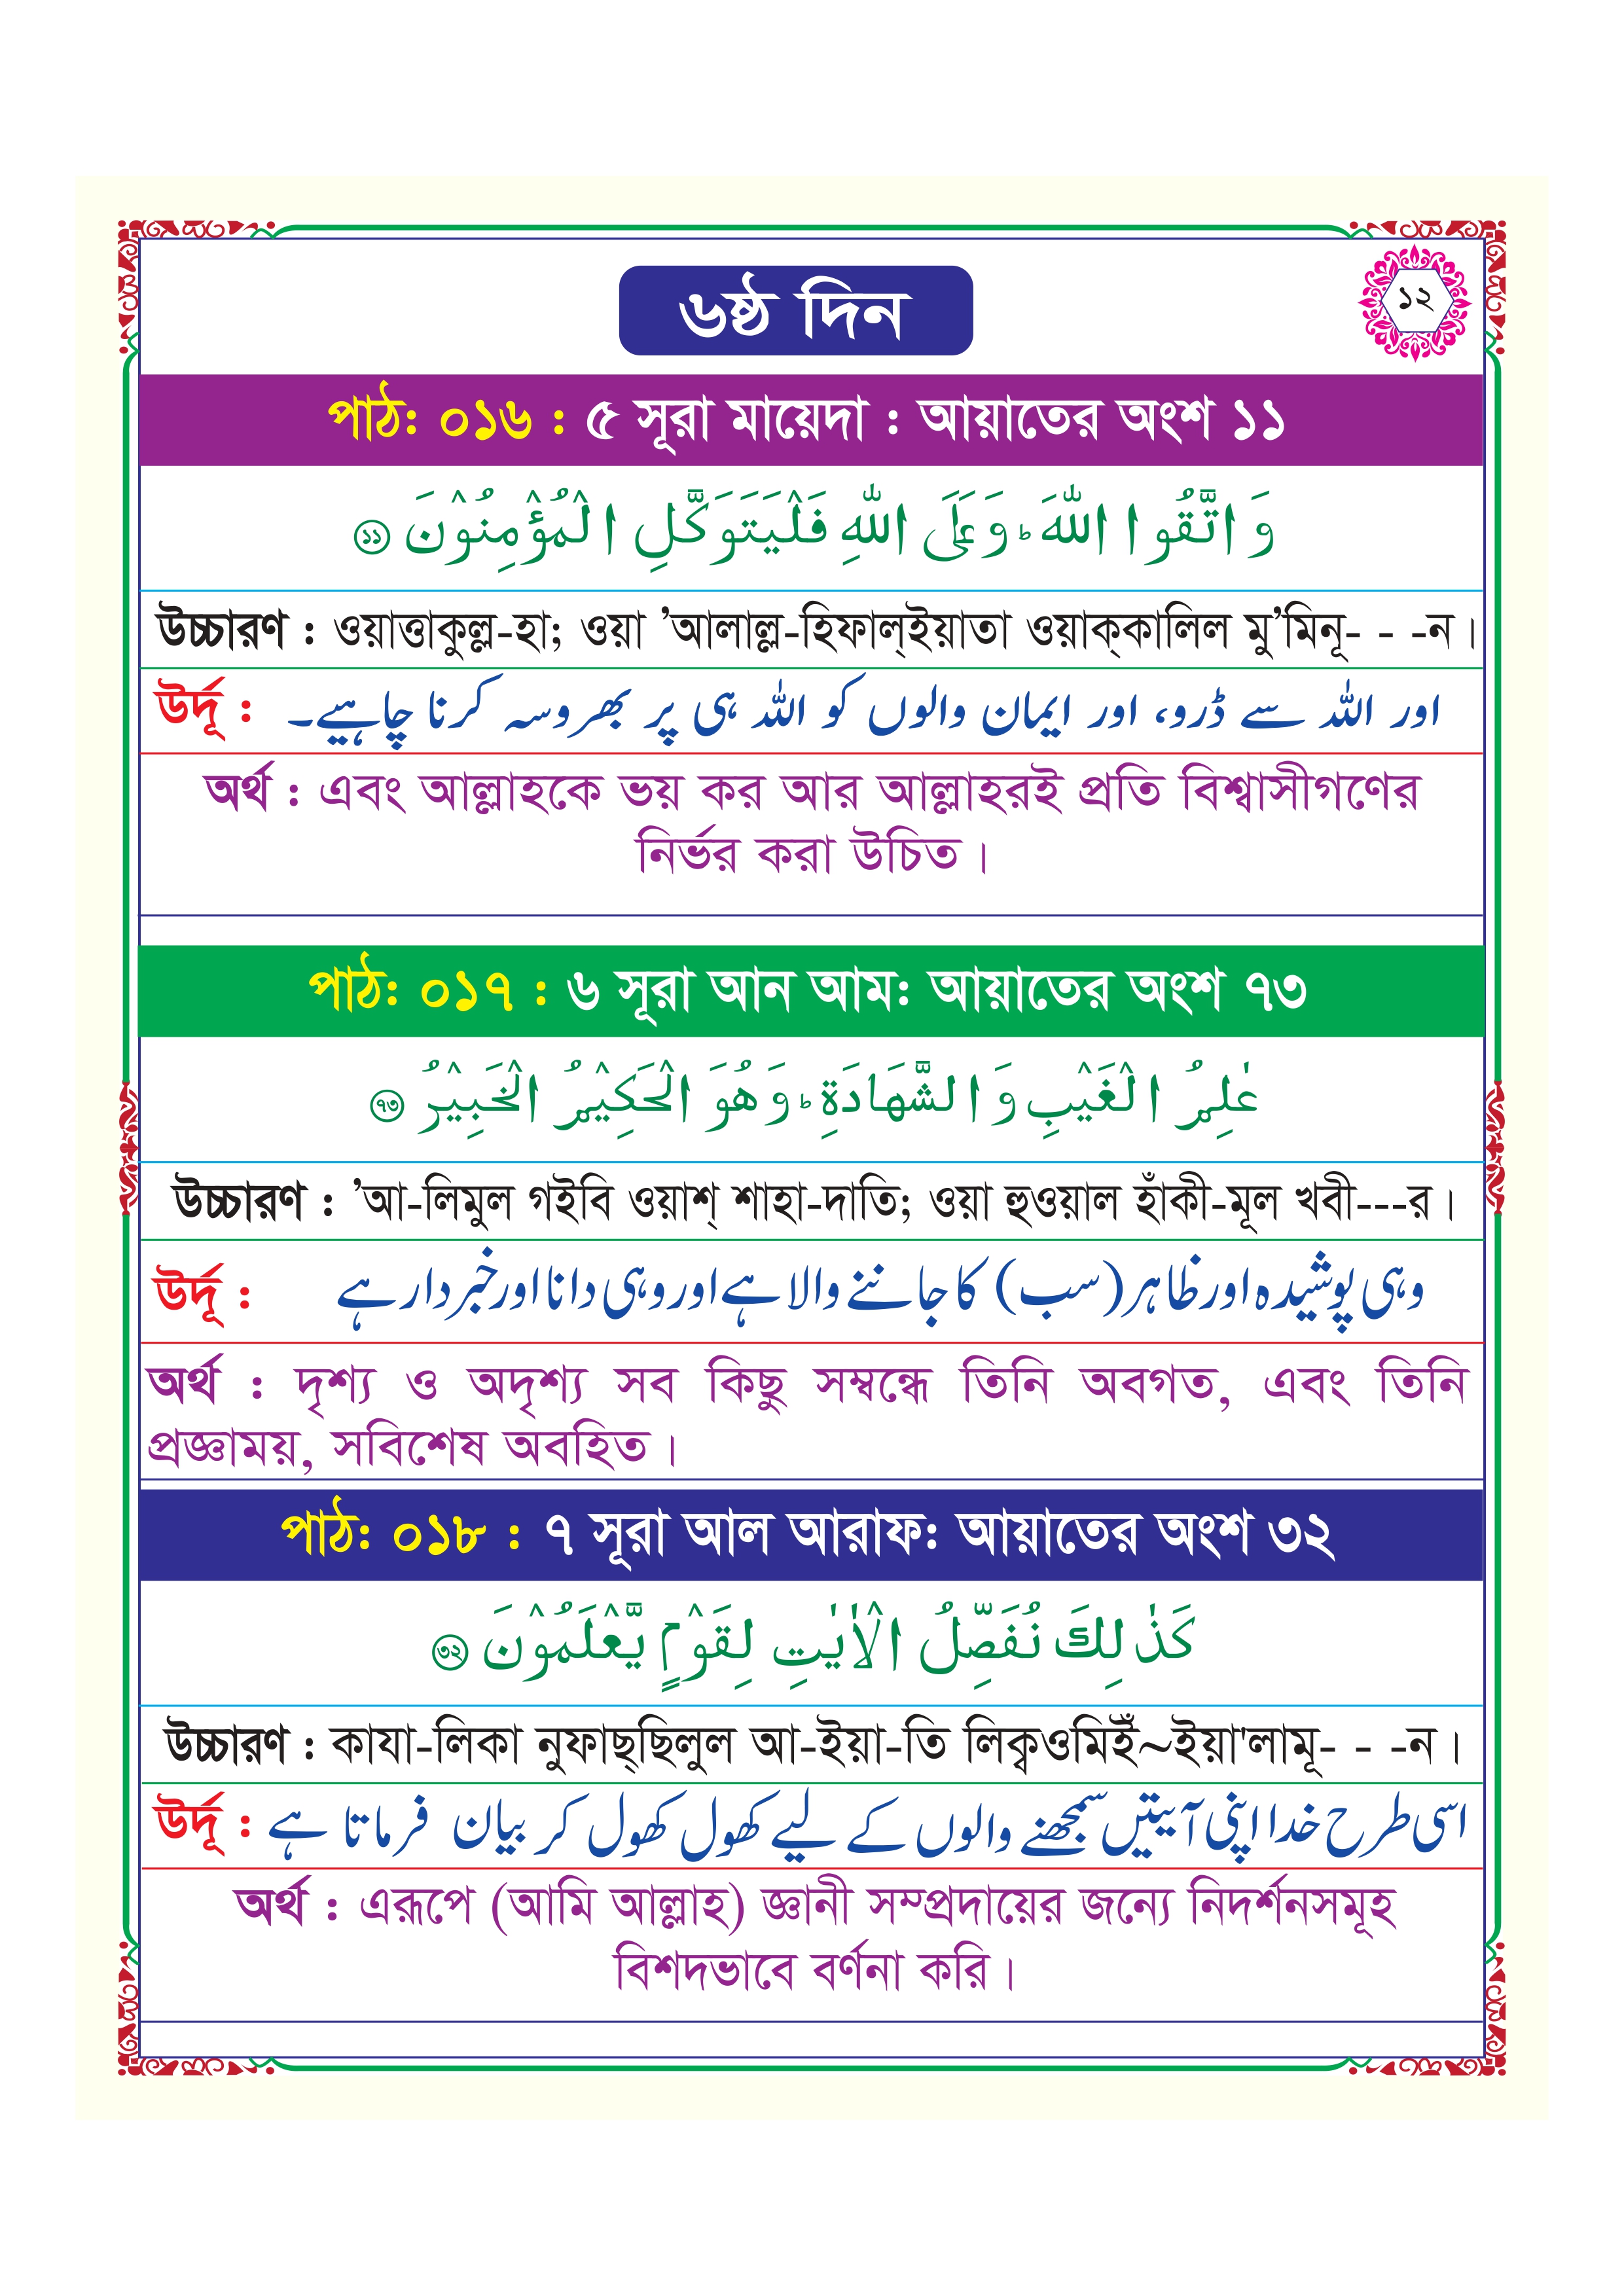 ৬ষ্ঠ দিন
১২
পাঠ: ০১৬ : ৫ সূরা মায়েদা : আয়াতের অংশ ১১
وَاتَّقُوا اللّٰهَ ؕ وَعَلَى اللّٰهِ فَلْيَتَوَكَّلِ الْمُؤْمِنُوْنَ ۝۱۱
উচ্চারণ : ওয়াত্তাকুল্ল-হা; ওয়া ’আলাল্ল-হিফাল্ইয়াতা ওয়াক্কালিল মু’মিনূ- - -ন।
উর্দূ : اور اللہ سے ڈرو، اور ایمان والوں کو اللہ ہی پر بھروسہ کرنا چاہیے۔
অর্থ : এবং আল্লাহকে ভয় কর আর আল্লাহরই প্রতি বিশ্বাসীগণের
নির্ভর করা উচিত।
পাঠ: ০১৭ : ৬ সূরা আন আম: আয়াতের অংশ ৭৩
عٰلِمُ الْغَيْبِ وَالشَّهَادَةِ ؕ وَهُوَ الْحَكِيْمُ الْخَبِيْرُ ۝۷۳
উচ্চারণ : ’আ-লিমুল গইবি ওয়াশ্ শাহা-দাতি; ওয়া হুওয়াল হাঁকী-মূল খবী---র।
উর্দূ : وہی پوشیدہ اور ظاہر (سب) کا جاننے والا ہے اور وہی دانا اور خبردار ہے
অর্থ : দৃশ্য ও অদৃশ্য সব কিছু সম্বন্ধে তিনি অবগত, এবং তিনি
প্রজ্ঞাময়, সবিশেষ অবহিত।
পাঠ: ০১৮ : ৭ সূরা আল আরাফ: আয়াতের অংশ ৩২
كَذٰلِكَ نُفَصِّلُ الْاٰيٰتِ لِقَوْمٍ يَّعْلَمُوْنَ ۝۳۲
উচ্চারণ : কাযা-লিকা নুফাছ্ছিলুল আ-ইয়া-তি লিক্বওমিইঁ~ইয়া'লামূ- - -ন।
উর্দূ : اسی طرح خدا اپنی آیتیں سمجھنے والوں کے لیے کھول کھول کر بیان فرماتا ہے
অর্থ : এরূপে (আমি আল্লাহ) জ্ঞানী সম্প্রদায়ের জন্যে নিদর্শনসমূহ
বিশদভাবে বর্ণনা করি।